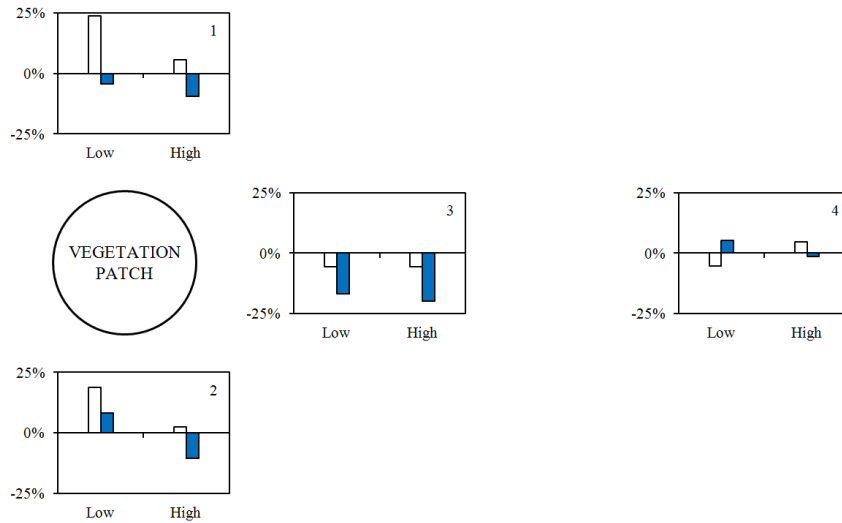 25%
1
0%
-25%
Low High
25% 25%
3 4
VEGETATION
PATCH
0% 0%
-25% -25%
Low High Low High
25%
2
0%
-25%
Low High